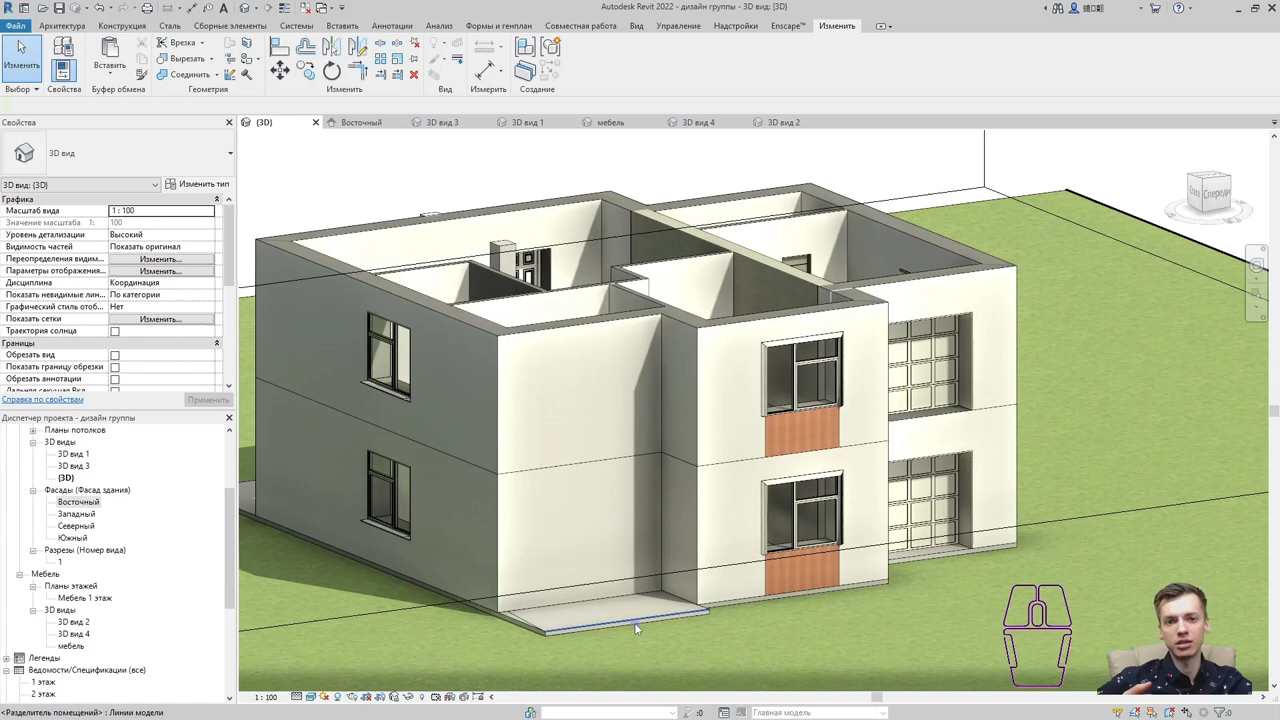 Autodesk Revit 2022 - дизайн группы - 3D вид: {3D}
Файл Архитектура Конструкция Сталь Сборные элементы Системы Вставить Аннотации Анализ Формы и генплан Совместная работа Вид Управление Настройки Enscape™ Изменить
Врезка
Изменить Вставить Вырезать
Соединить
Выбор Свойства Буфер обмена Геометрия Изменить Вид Измерить Создание
Свойства
{3D} Восточный 3D вид 3 3D вид 1 мебель 3D вид 4 3D вид 2
3D вид
3D вид: {3D} Изменить тип
Графика
Масштаб вида 1 : 100
Значение масштаба 1: 100
Уровень детализации Высокий
Видимость частей Показать оригинал
Переопределения видим... Изменить...
Параметры отображения... Изменить...
Дисциплина Координация
Показать невидимые лин... По категории
Графический стиль отоб... Нет
Показать сетки Изменить...
Траектория солнца
Границы
Обрезать вид
Показать границу обрезки
Обрезать аннотации
Справка по свойствам Применить
Диспетчер проекта - дизайн группы
Планы потолков
3D виды
3D вид 1
3D вид 3
{3D}
Фасады (Фасад здания)
Восточный
Западный
Северный
Южный
Разрезы (Номер вида)
1
Мебель
Планы этажей
Мебель 1 этаж
3D виды
3D вид 2
3D вид 4
мебель
Легенды
Ведомости/Спецификации (все)
1 этаж
2 этаж
Спереди
1 : 100
<Разделитель помещений> : Линии модели
:0
Главная модель
:0